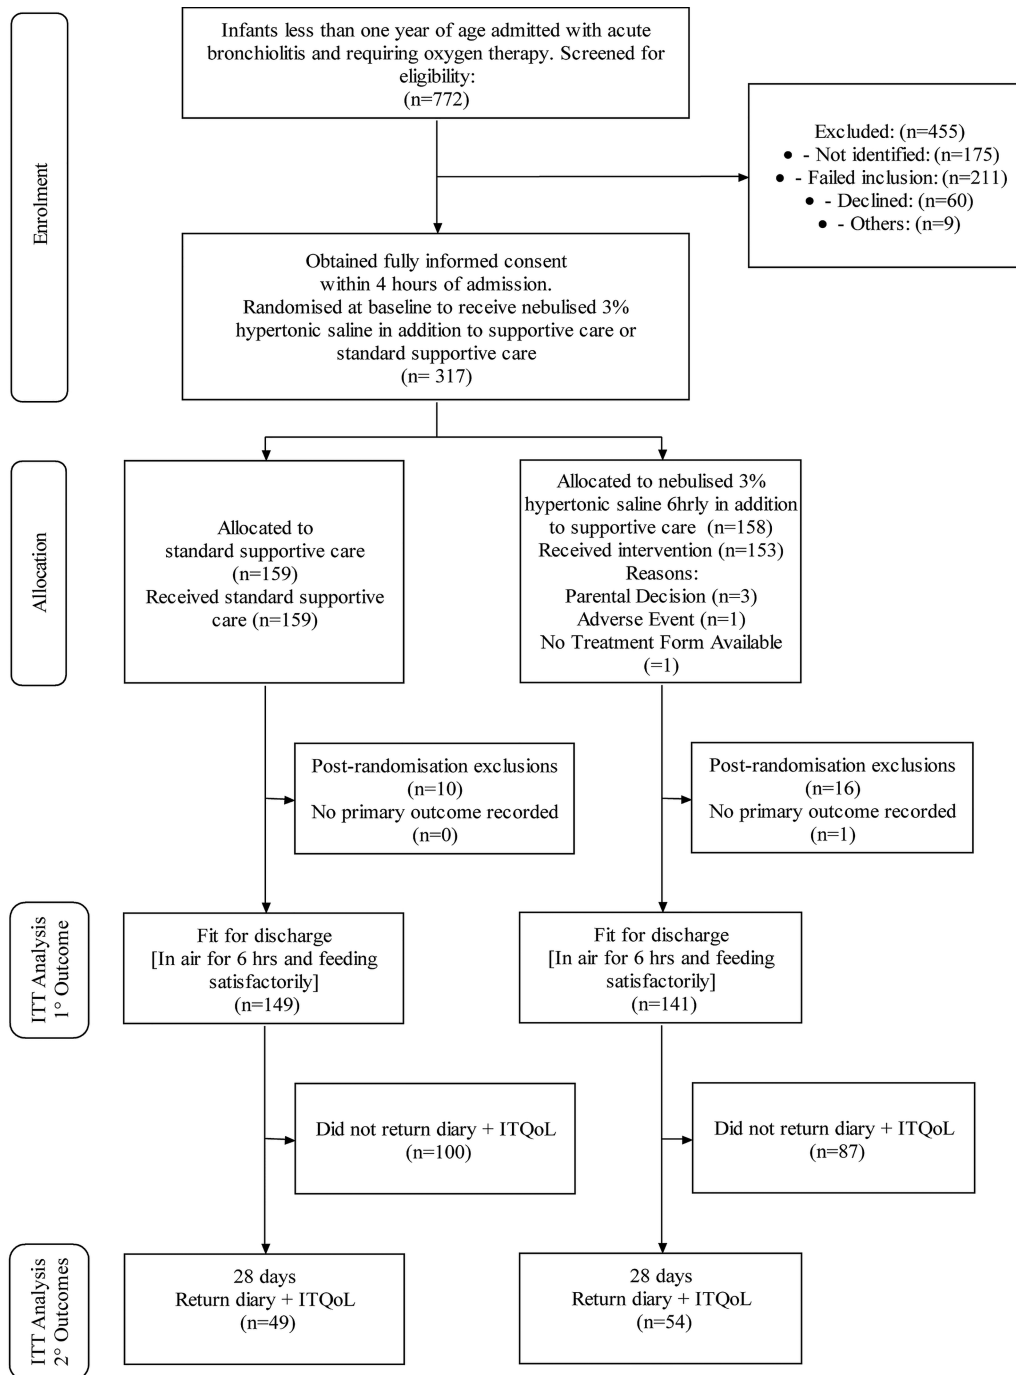 Enrolment
Infants less than one year of age admitted with acute
bronchiolitis and requiring oxygen therapy. Screened for
eligibility:
(n=772)
Excluded: (n=455)
● - Not identified: (n=175)
● - Failed inclusion: (n=211)
● - Declined: (n=60)
● - Others: (n=9)
Obtained fully informed consent
within 4 hours of admission.
Randomised at baseline to receive nebulised 3%
hypertonic saline in addition to supportive care or
standard supportive care
(n= 317)
Allocation
Allocated to
standard supportive care
(n=159)
Received standard supportive
care (n=159)
Allocated to nebulised 3%
hypertonic saline 6hrly in addition
to supportive care (n=158)
Received intervention (n=153)
Reasons:
Parental Decision (n=3)
Adverse Event (n=1)
No Treatment Form Available
(=1)
Post-randomisation exclusions
(n=10)
No primary outcome recorded
(n=0)
Post-randomisation exclusions
(n=16)
No primary outcome recorded
(n=1)
ITT Analysis
1° Outcome
Fit for discharge
[In air for 6 hrs and feeding
satisfactorily]
(n=149)
Fit for discharge
[In air for 6 hrs and feeding
satisfactorily]
(n=141)
Did not return diary + ITQoL
(n=100)
Did not return diary + ITQoL
(n=87)
ITT Analysis
2° Outcomes
28 days
Return diary + ITQoL
(n=49)
28 days
Return diary + ITQoL
(n=54)